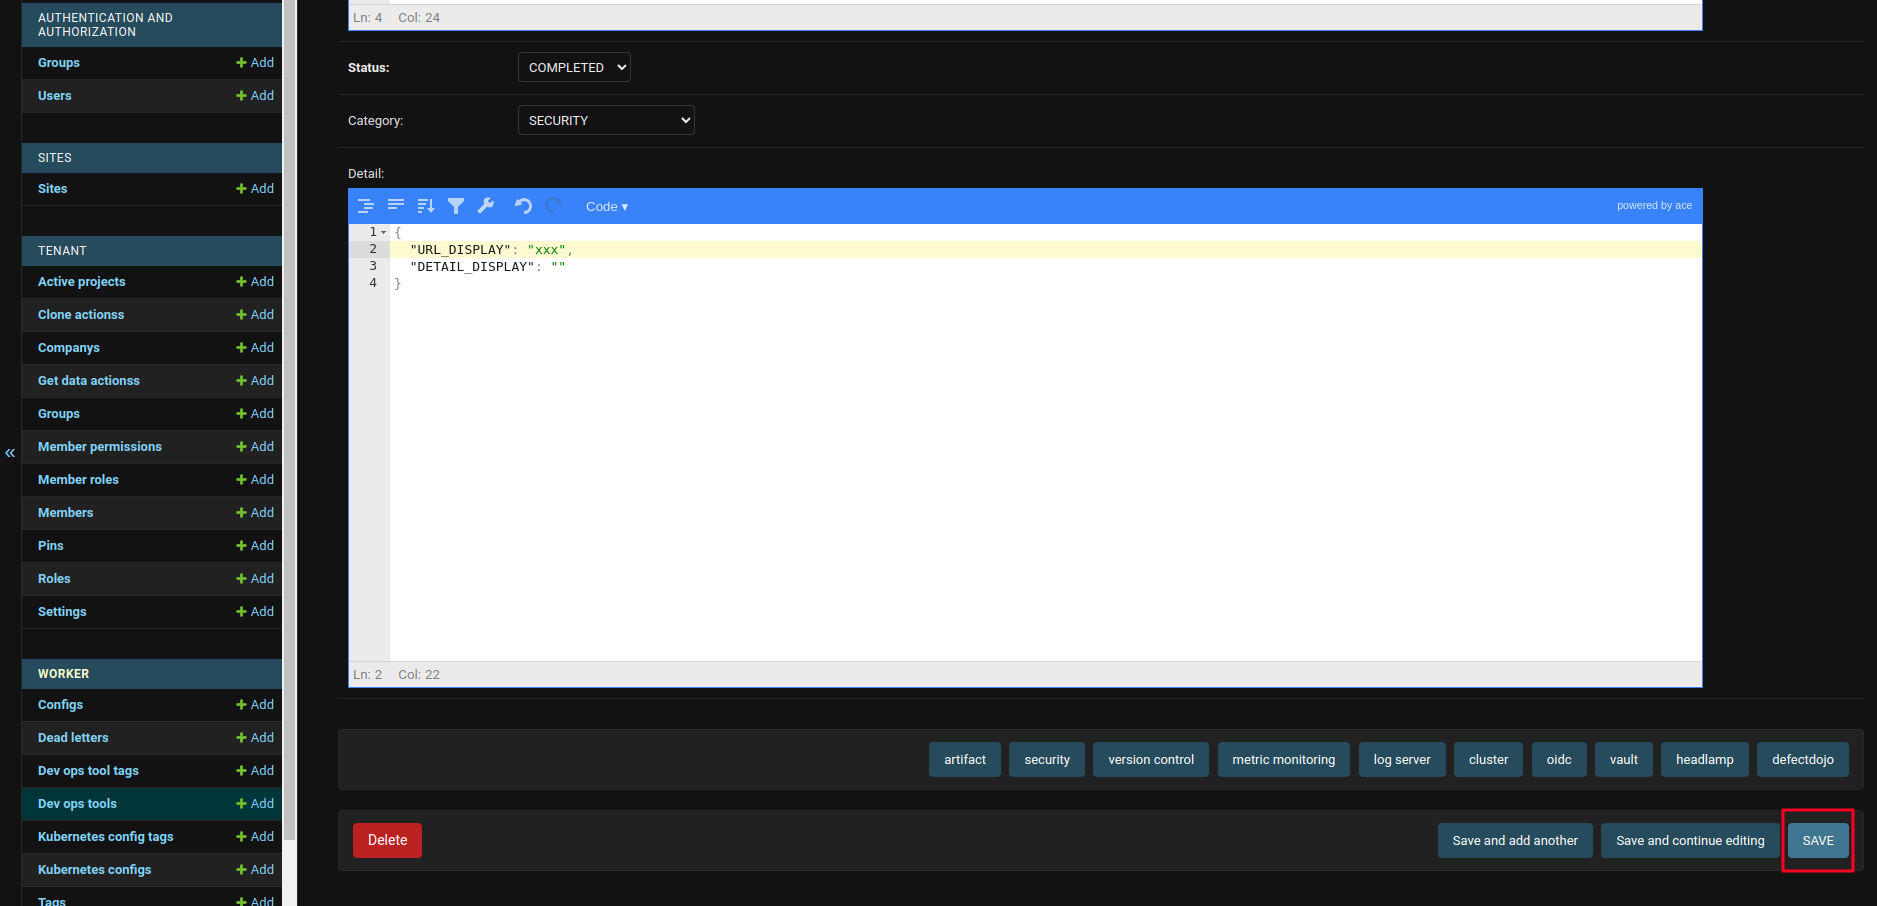 AUTHENTICATION AND
AUTHORIZATION
Groups Add
Users Add
SITES
Sites Add
TENANT
Active projects Add
Clone actionss Add
Companys Add
Get data actionss Add
Groups Add
Member permissions Add
Member roles Add
Members Add
Pins Add
Roles Add
Settings Add
WORKER
Configs Add
Dead letters Add
Dev ops tool tags Add
Dev ops tools Add
Kubernetes config tags Add
Kubernetes configs Add
Tags Add
«
Ln: 4 Col: 24
Status: COMPLETED
Category: SECURITY
Detail:
Code ▾ powered by ace
1 {
2 "URL_DISPLAY": "xxx",
3 "DETAIL_DISPLAY": ""
4 }
Ln: 2 Col: 22
artifact security version control metric monitoring log server cluster oidc vault headlamp defectdojo
Delete Save and add another Save and continue editing SAVE